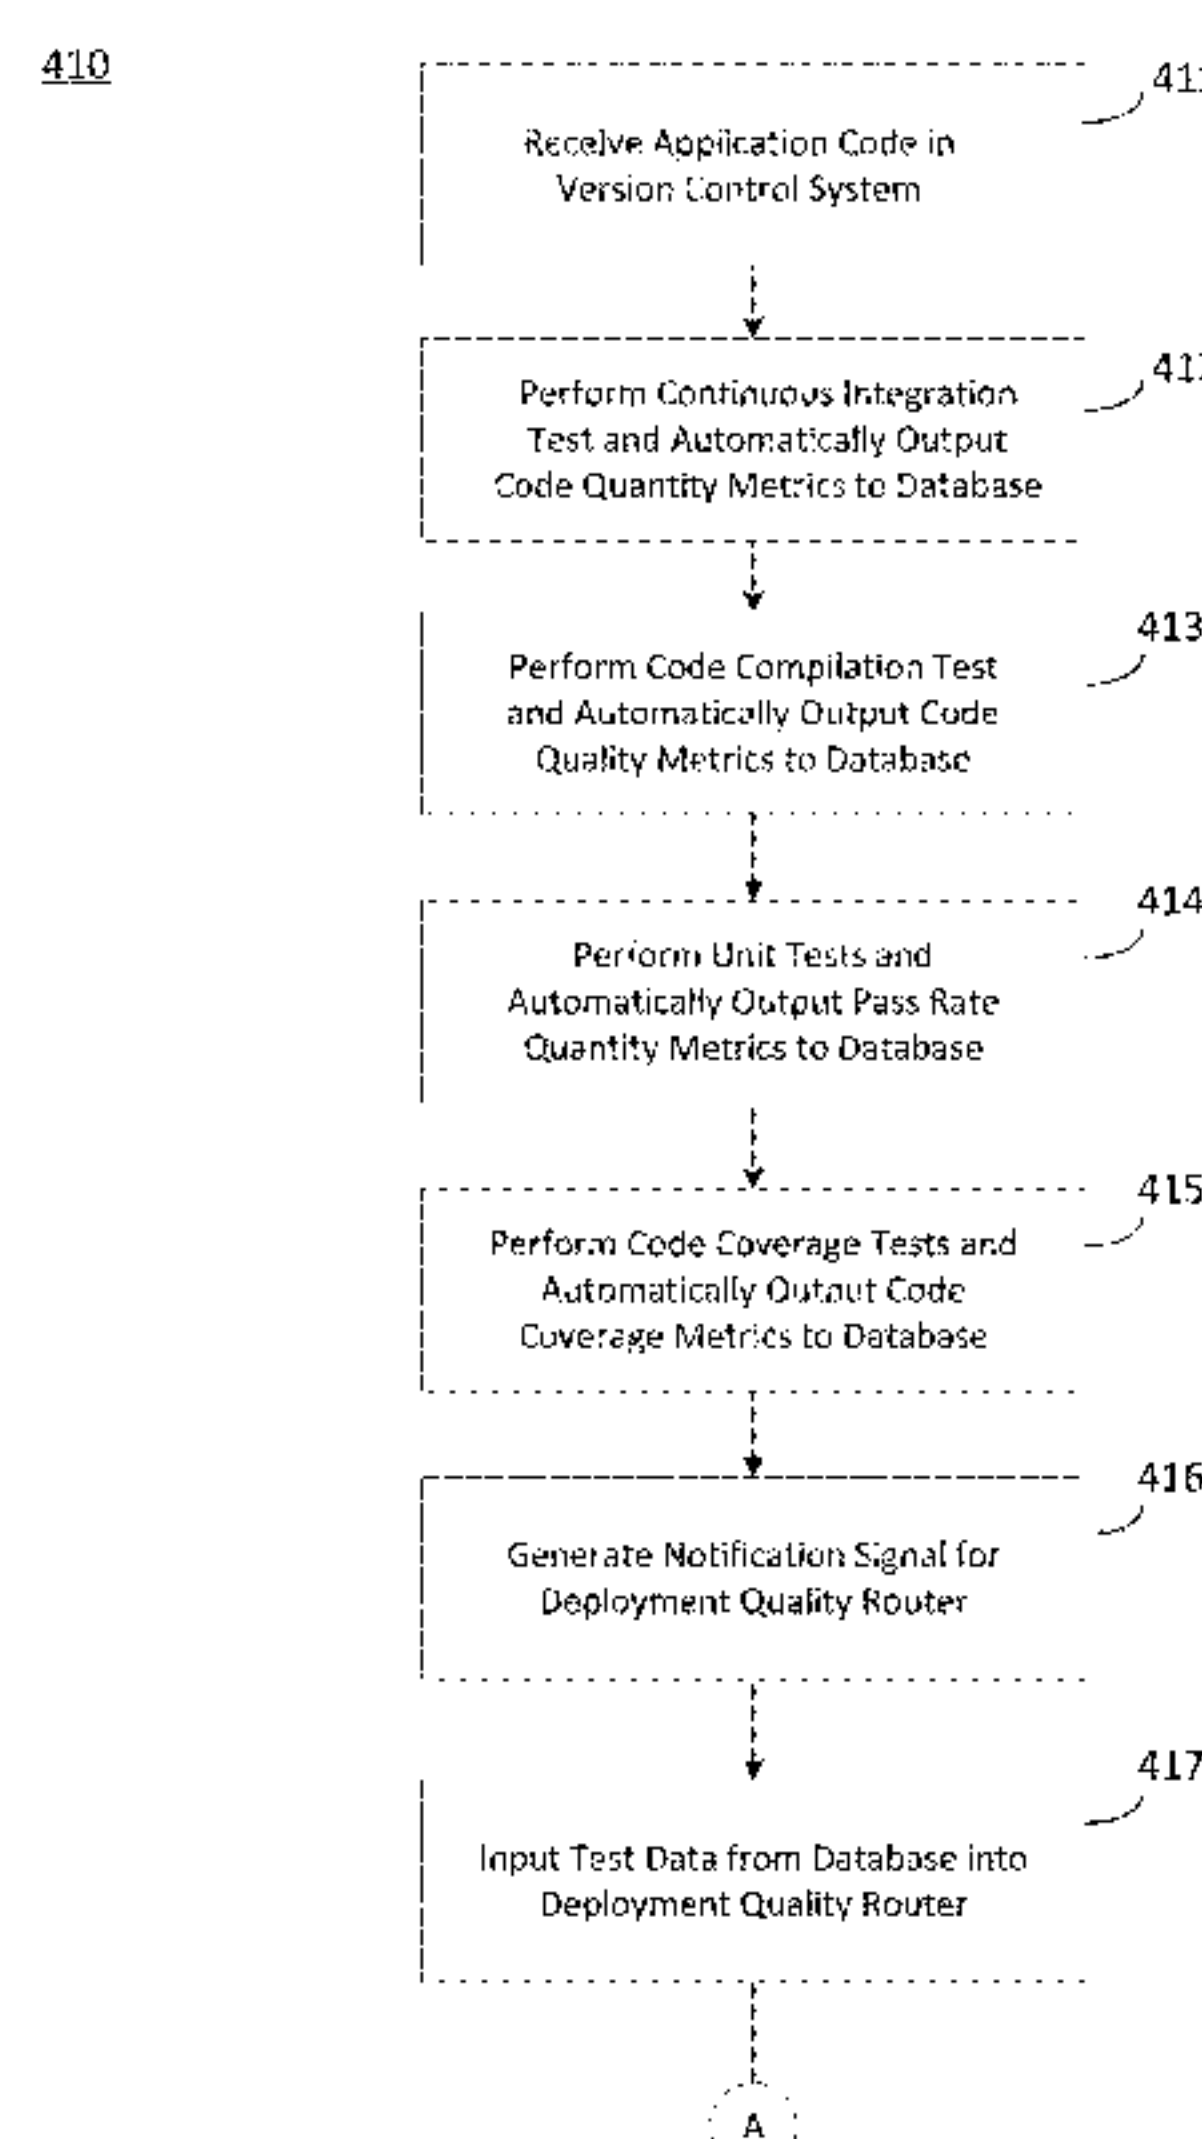 410
Receive Application Code in
Version Control System
Perform Continuous Integration
Test and Automatically Output
Code Quantity Metrics to Database
413
Perform Code Compilation Test
and Automatically Output Code
Quality Metrics to Database
414
Perform Unit Tests and
Automatically Output Pass Rate
Quantity Metrics to Database
415
Perform Code Coverage Tests and
Automatically Output Code
Coverage Metrics to Database
416
Generate Notification Signal for
Deployment Quality Router
417
Input Test Data from Database into
Deployment Quality Router
A